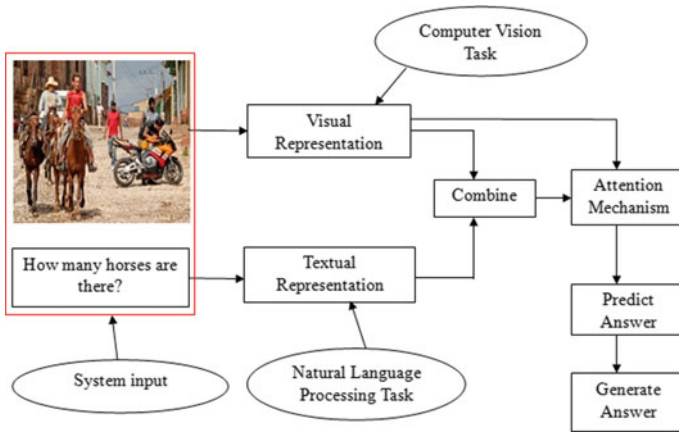 Computer Vision
Task
Visual
Representation
Combine
Attention
Mechanism
How many horses are
there?
Textual
Representation
Predict
Answer
System input
Natural Language
Processing Task
Generate
Answer